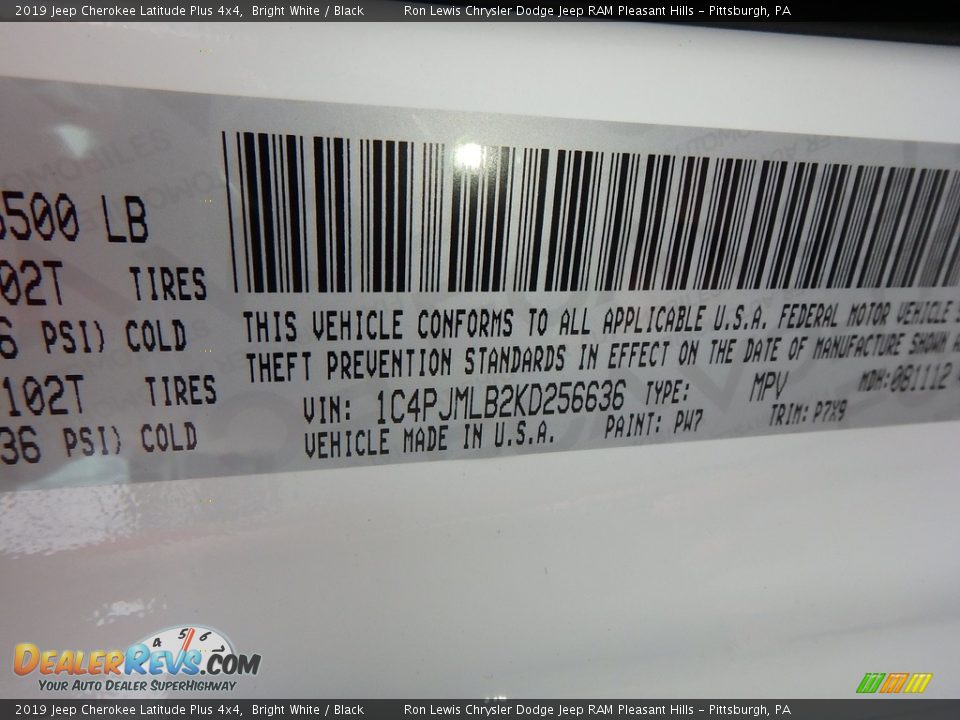 2019 Jeep Cherokee Latitude Plus 4x4, Bright White / Black Ron Lewis Chrysler Dodge Jeep RAM Pleasant Hills - Pittsburgh, PA
500 LB
02T TIRES
6 PSI) COLD
102T TIRES
36 PSI) COLD
THIS VEHICLE CONFORMS TO ALL APPLICABLE U.S.A. FEDERAL MOTOR VEHICLE
THEFT PREVENTION STANDARDS IN EFFECT ON THE DATE OF MANUFACTURE SHOWN
VIN: 1C4PJMLB2KD256636 TYPE: MPV MDH:081112
VEHICLE MADE IN U.S.A. PAINT: PW7 TRIM: P7X9
4 5 6
DEALERREVS.COM
YOUR AUTO DEALER SUPERHIGHWAY
2019 Jeep Cherokee Latitude Plus 4x4, Bright White / Black Ron Lewis Chrysler Dodge Jeep RAM Pleasant Hills - Pittsburgh, PA